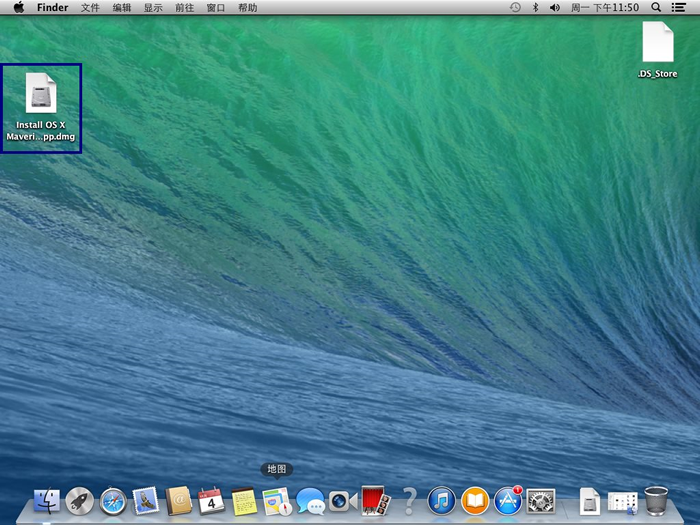 Finder 文件 编辑 显示 前往 窗口 帮助 周一 下午11:50
.DS_Store
Install OS X
Maveri...pp.dmg
地图
4
1